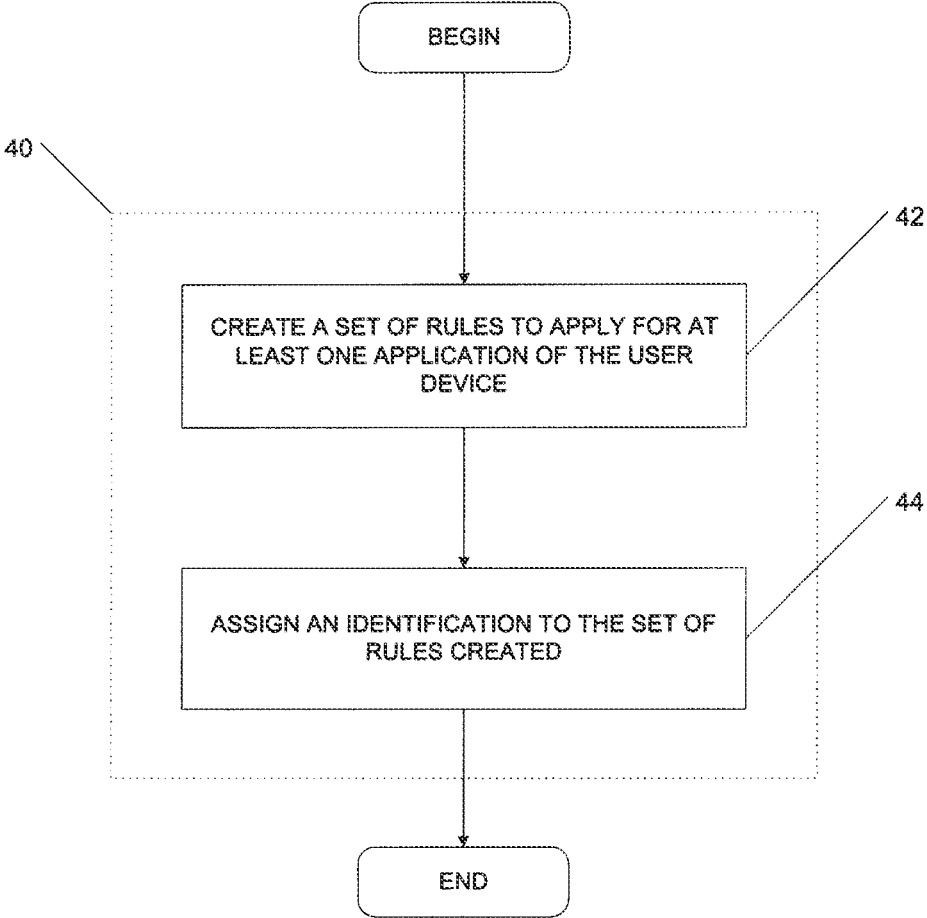 BEGIN
40
42
CREATE A SET OF RULES TO APPLY FOR AT
LEAST ONE APPLICATION OF THE USER
DEVICE
44
ASSIGN AN IDENTIFICATION TO THE SET OF
RULES CREATED
END